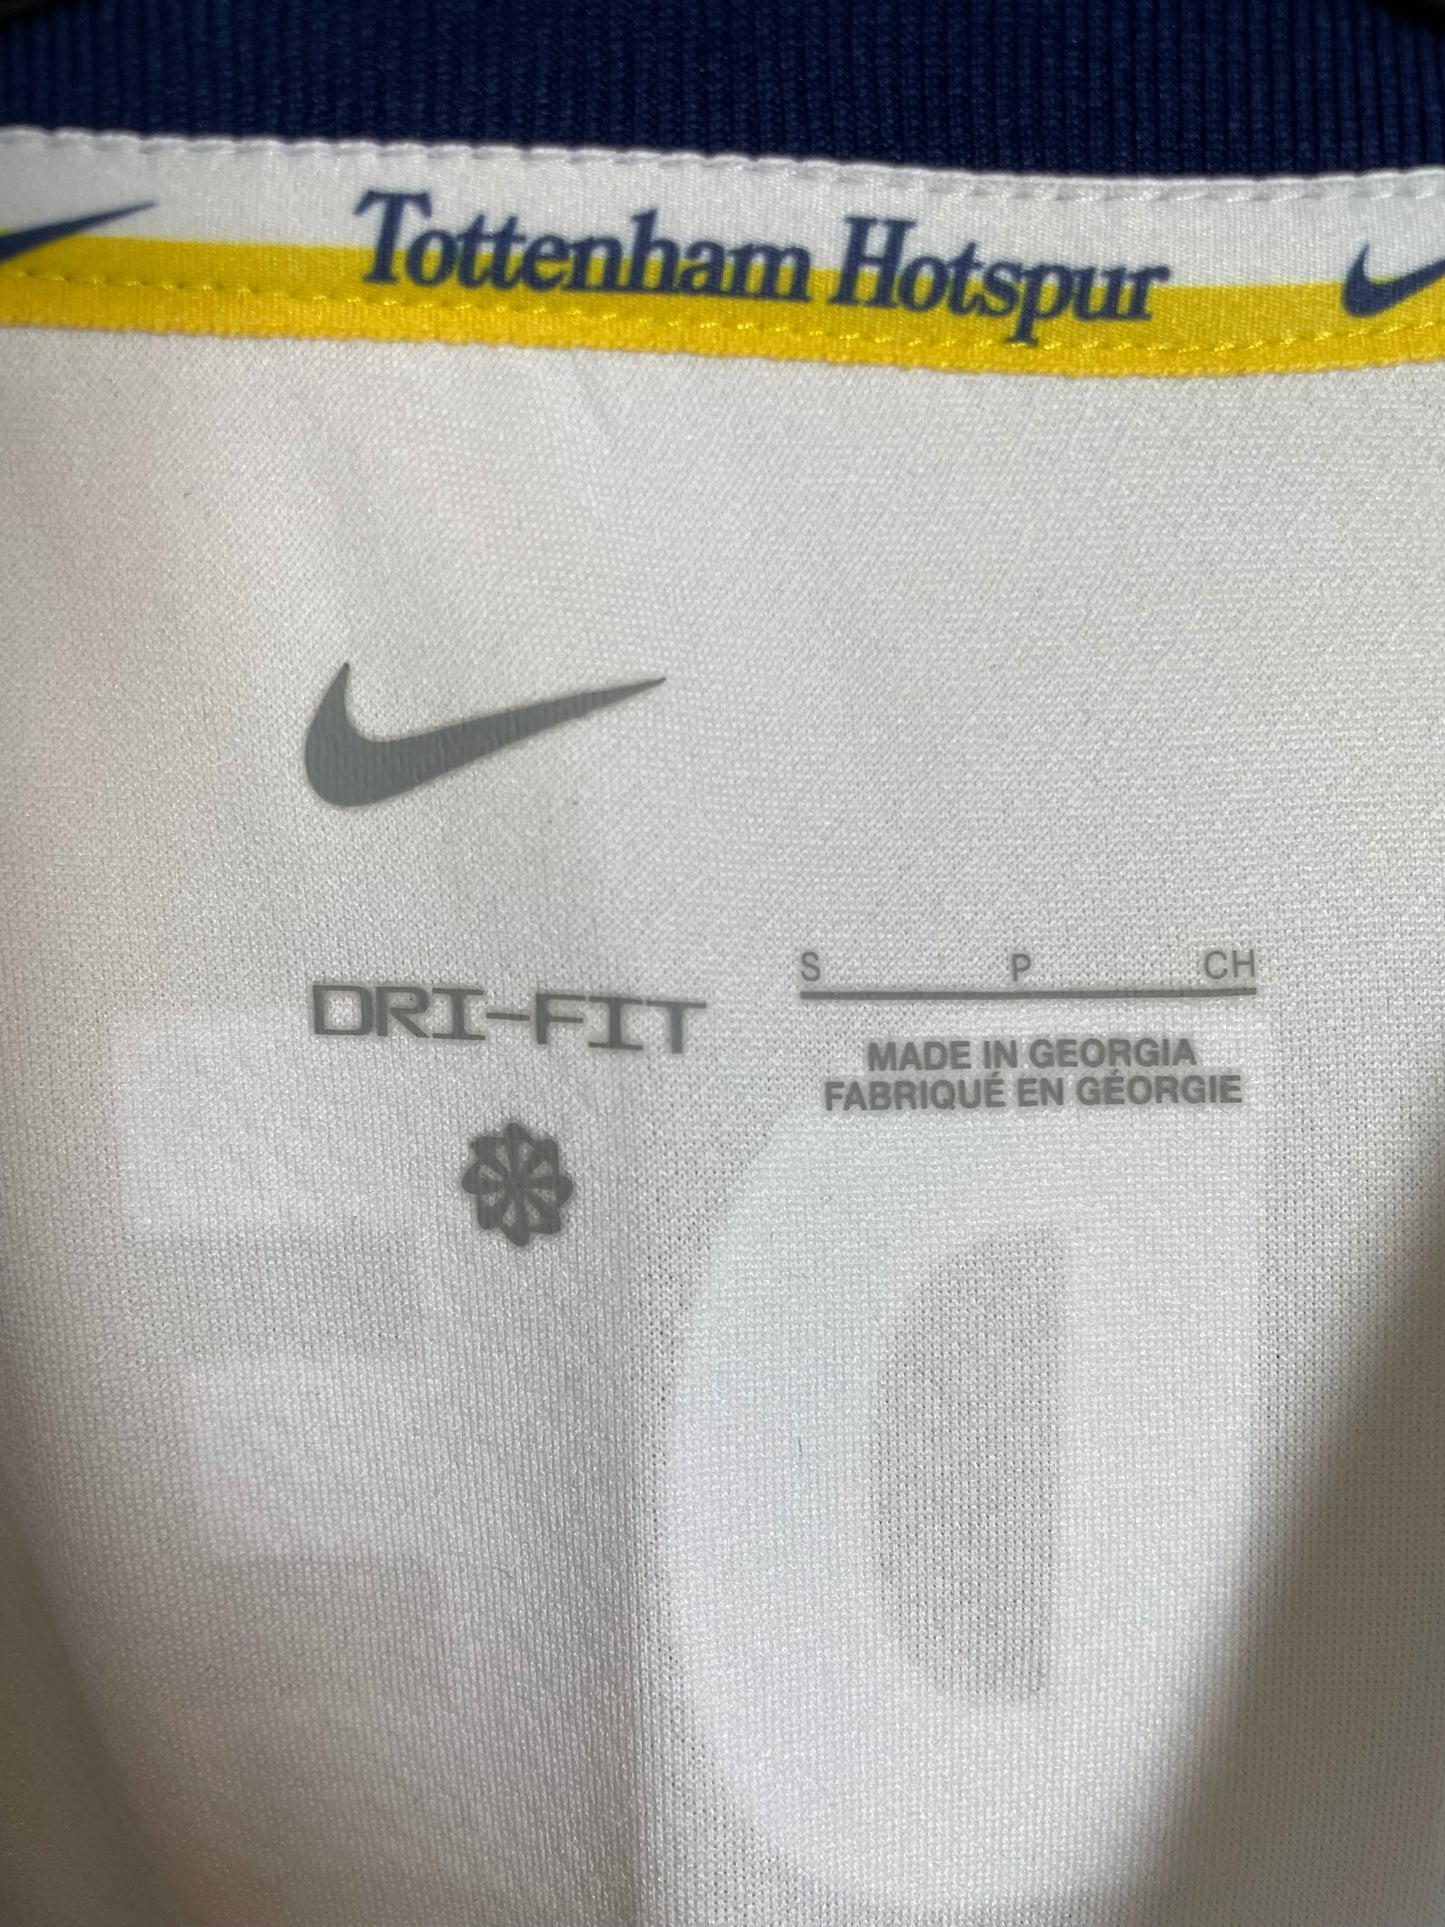 Tottenham Hotspur
DRI-FIT
S P CH
MADE IN GEORGIA
FABRIQUÉ EN GÉORGIE